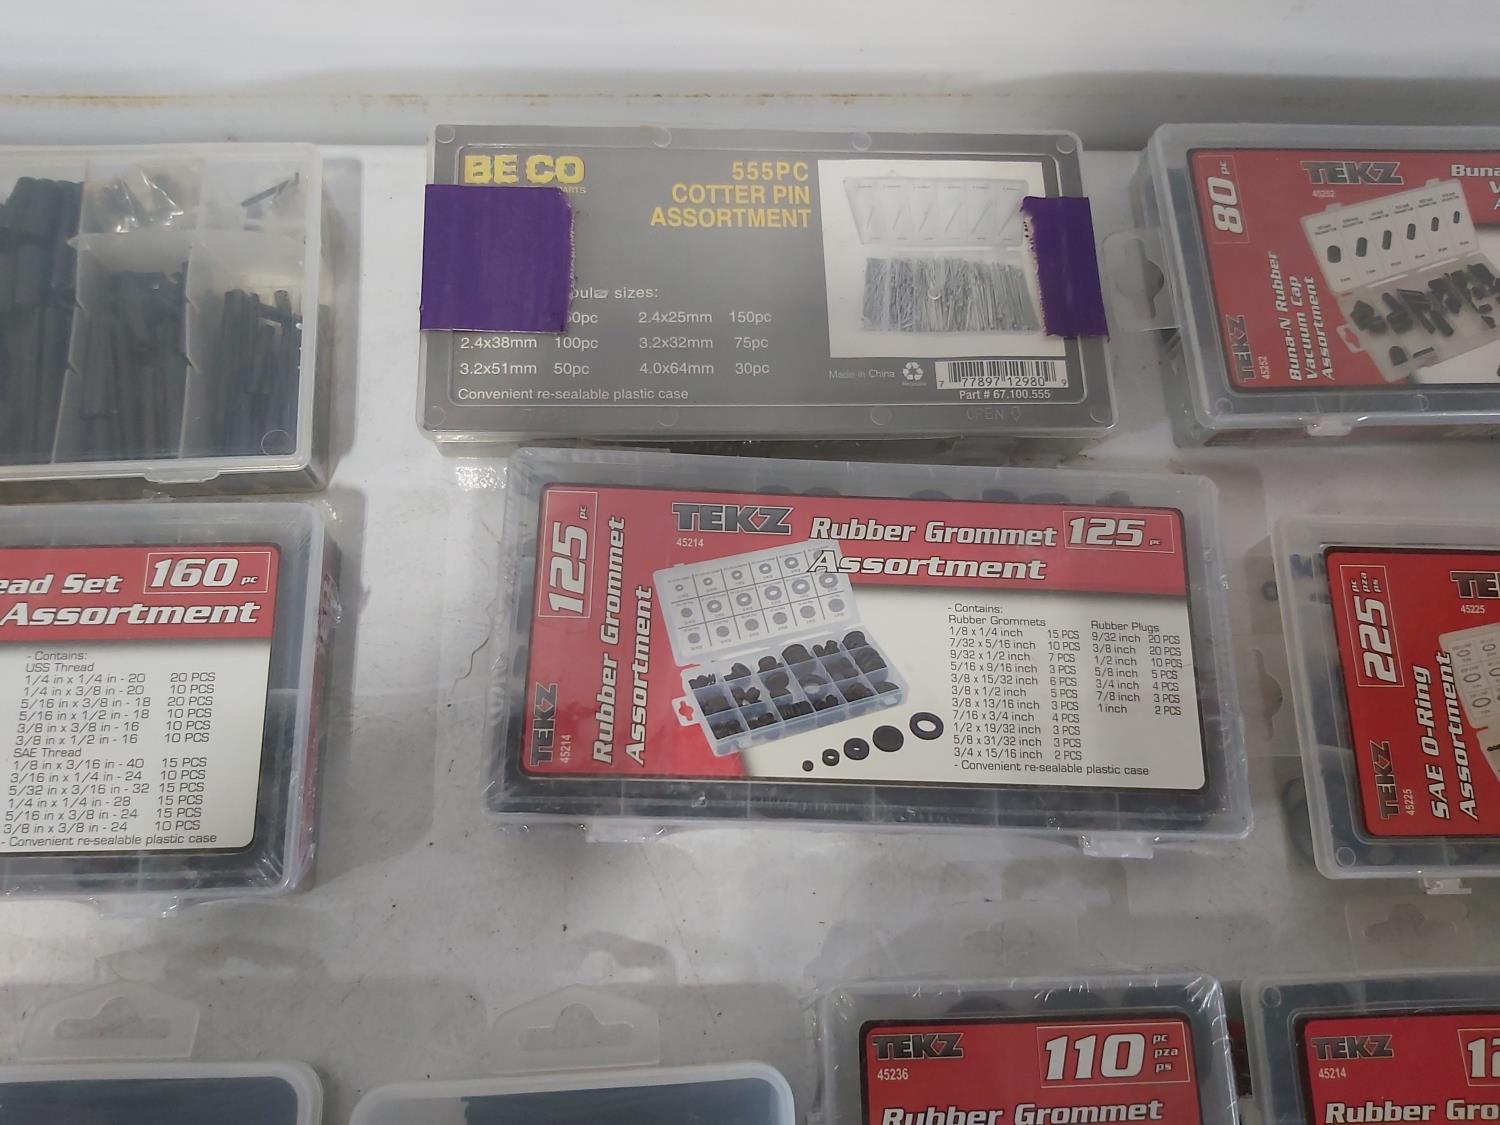 BECO
PARTS
555PC
COTTER PIN
ASSORTMENT
sizes:
2.4x25mm 150pc
2.4x38mm 100pc 3.2x32mm 75pc
3.2x51mm 50pc 4.0x64mm 30pc
Convenient re-sealable plastic case
Made in China
7 77897 12980 9
Part # 67.100.555
OPEN
80 pc
TEKZ
45252
Buna-N Rubber
Vacuum Cap
Assortment
TEKZ
45252
ead Set 160 pc
Assortment
- Contains:
USS Thread
1/4 in x 1/4 in - 20 20 PCS
1/4 in x 3/8 in - 20 10 PCS
5/16 in x 3/8 in - 18 20 PCS
5/16 in x 1/2 in - 18 10 PCS
3/8 in x 3/8 in - 16 10 PCS
3/8 in x 1/2 in - 16 10 PCS
SAE Thread
1/8 in x 3/16 in - 40 15 PCS
3/16 in x 1/4 in - 24 10 PCS
5/32 in x 3/16 in - 32 15 PCS
1/4 in x 1/4 in - 28 15 PCS
5/16 in x 3/8 in - 24 15 PCS
3/8 in x 3/8 in - 24 10 PCS
- Convenient re-sealable plastic case
125 pc
Rubber Grommet
Assortment
TEKZ
45214
TEKZ
45214
Rubber Grommet 125 pc
Assortment
- Contains:
Rubber Grommets
1/8 x 1/4 inch 15 PCS
7/32 x 5/16 inch 10 PCS
9/32 x 1/2 inch 7 PCS
5/16 x 9/16 inch 3 PCS
3/8 x 15/32 inch 6 PCS
3/8 x 1/2 inch 5 PCS
3/8 x 13/16 inch 3 PCS
7/16 x 3/4 inch 4 PCS
1/2 x 19/32 inch 3 PCS
5/8 x 31/32 inch 3 PCS
3/4 x 15/16 inch 2 PCS
Rubber Plugs
9/32 inch 20 PCS
3/8 inch 20 PCS
1/2 inch 10 PCS
5/8 inch 5 PCS
3/4 inch 4 PCS
7/8 inch 3 PCS
1 inch 2 PCS
- Convenient re-sealable plastic case
225 pc pza ps
SAE O-Ring
Assortment
TEKZ
45225
45225
TEKZ
45236
110 pc pza ps
Rubber Grommet
TEKZ
45214
Rubber Gro